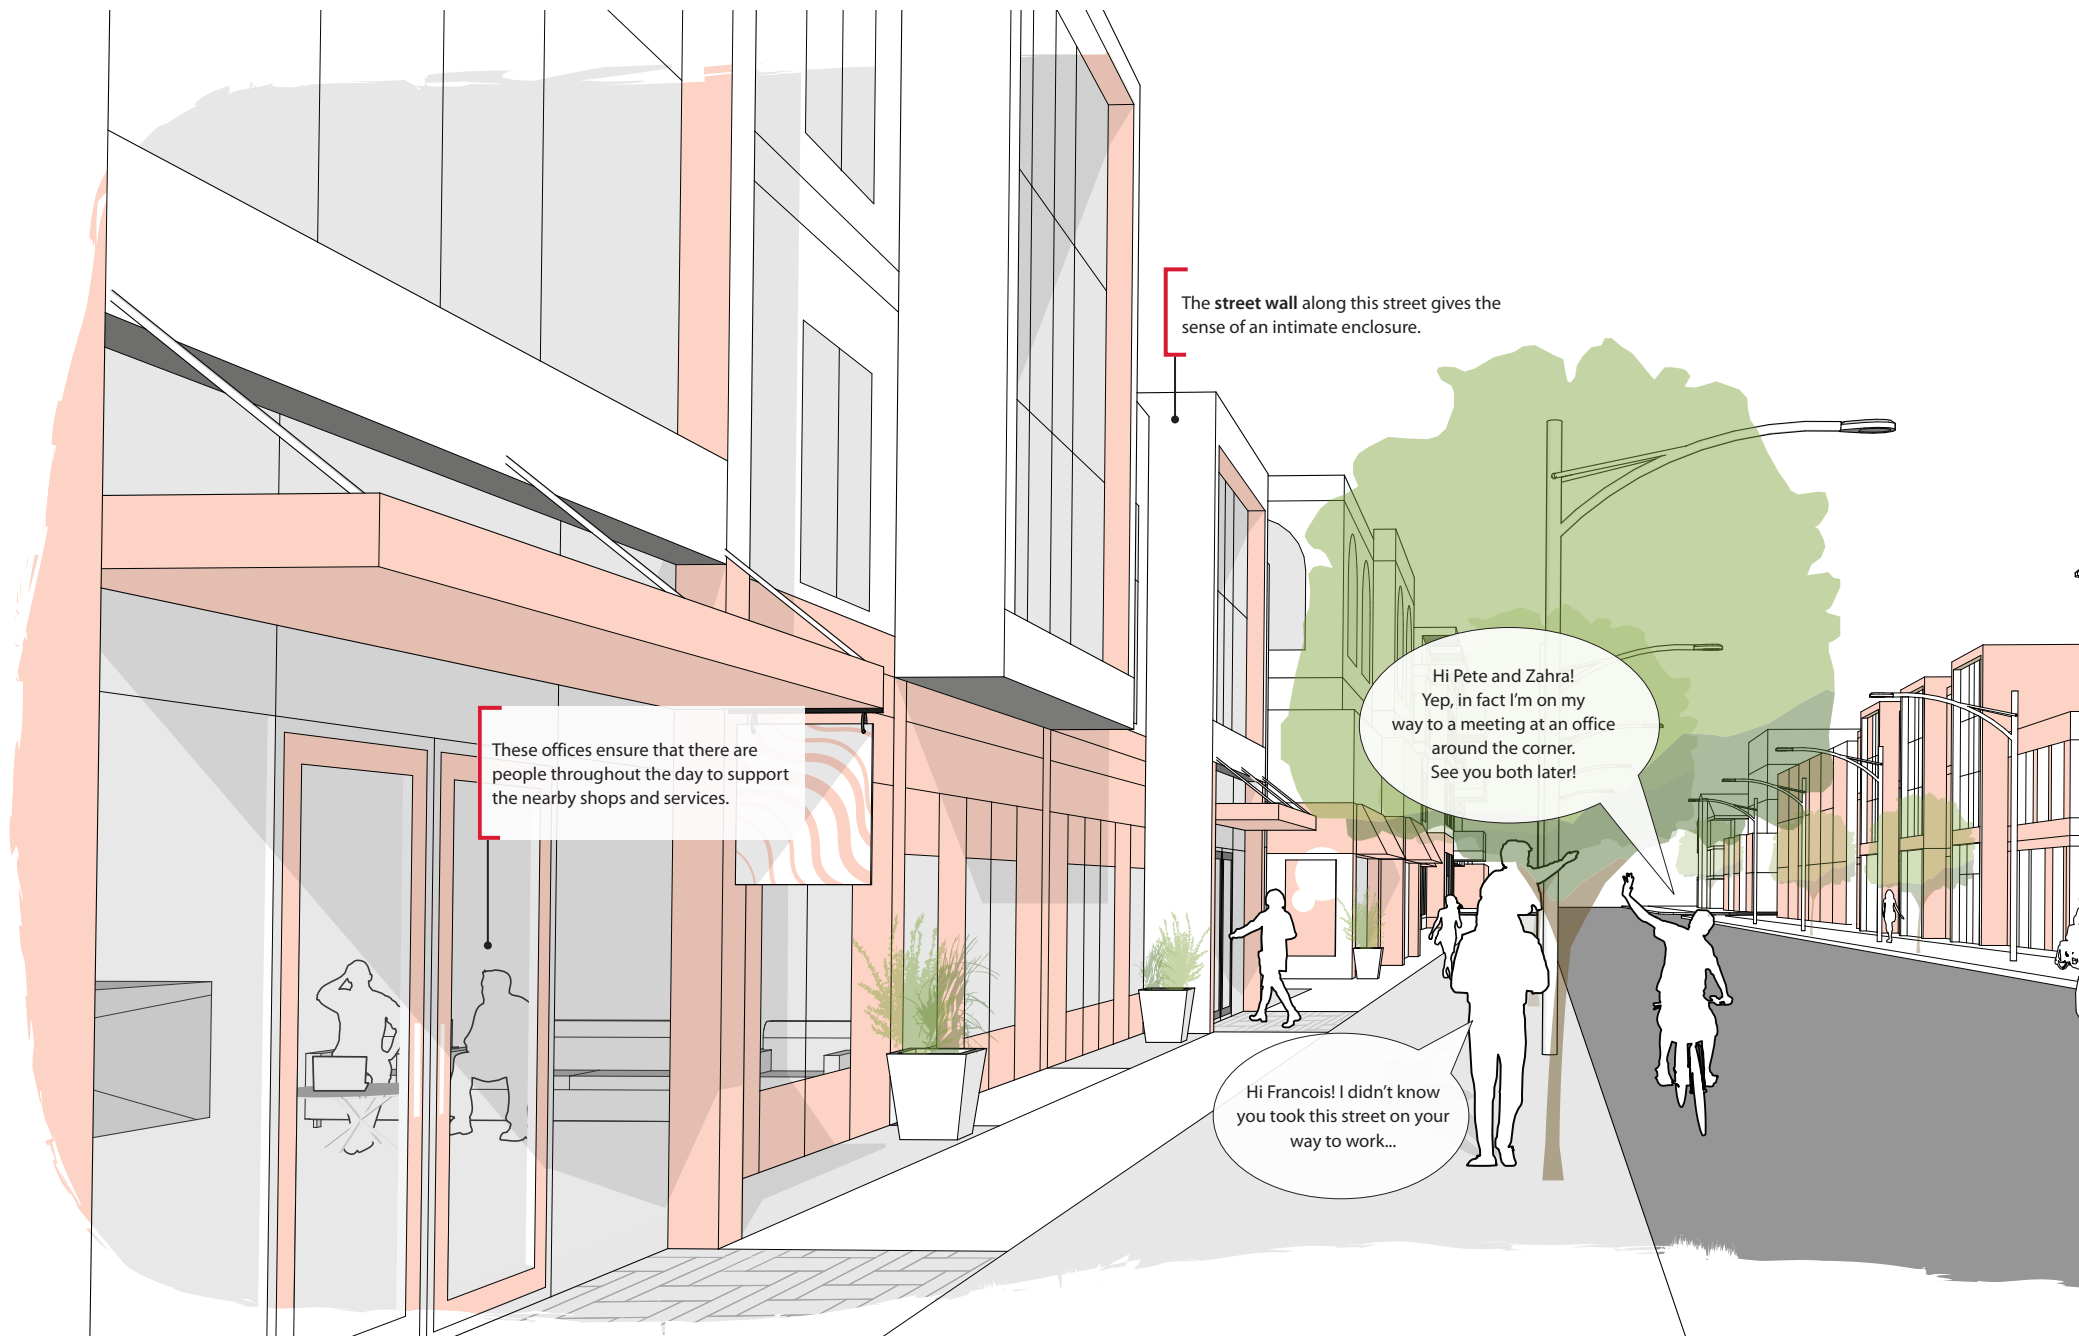 The street wall along this street gives the
sense of an intimate enclosure.
These offices ensure that there are
people throughout the day to support
the nearby shops and services.
Hi Pete and Zahra!
Yep, in fact I'm on my
way to a meeting at an office
around the corner.
See you both later!
Hi Francois! I didn't know
you took this street on your
way to work...